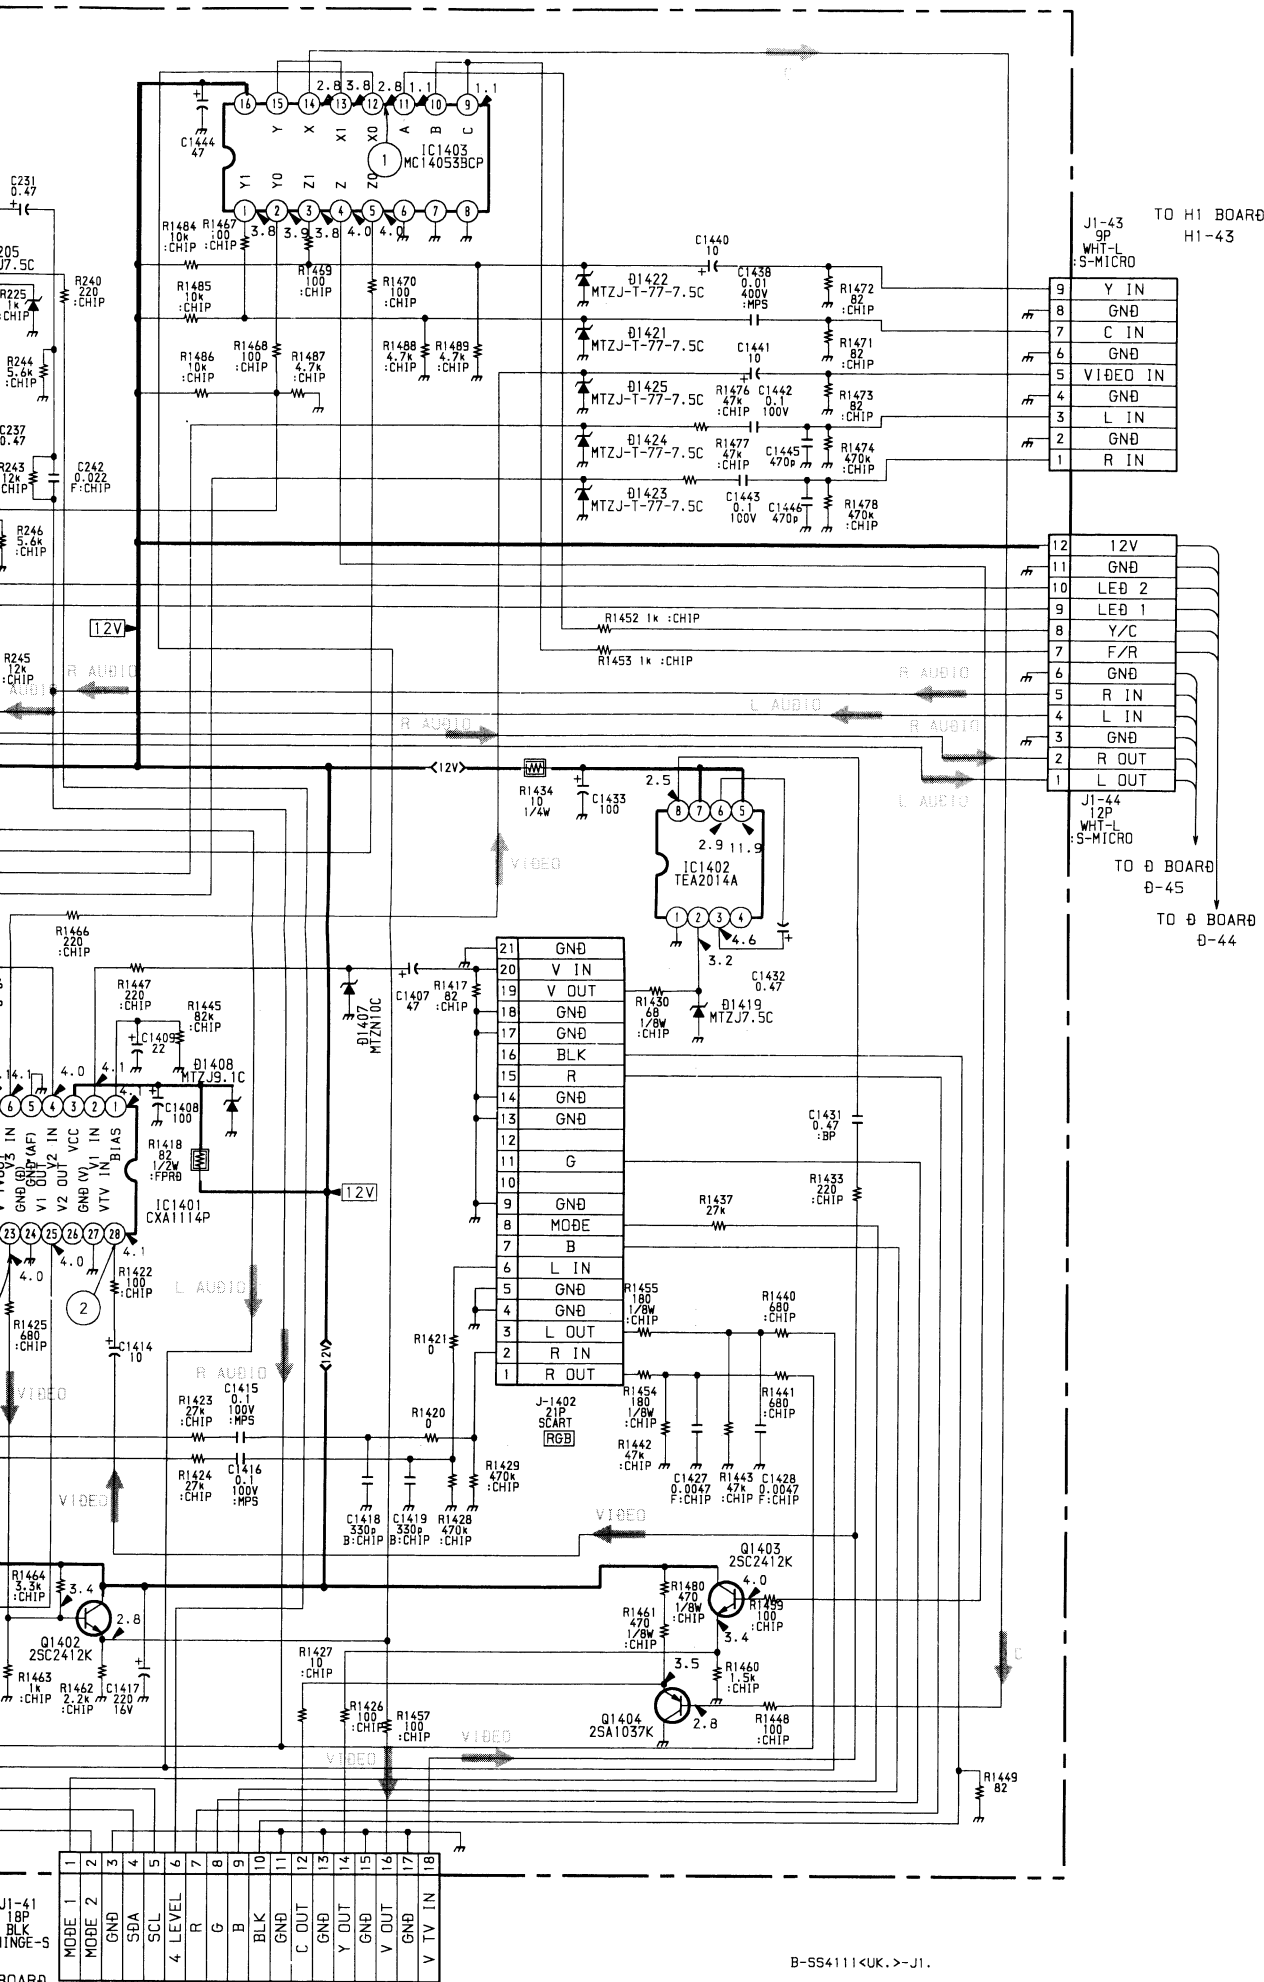 C
16 15 14 13 12 11 10 9
2.8 3.8 2.8 1.1 1.1
Y X X1 X0 A B C
C1444
47
1
IC1403
MC14053BCP
Y1 Y0 Z1 Z Z0
1 2 3 4 5 6 7 8
3.8 3.9 3.8 4.0 4.0
C231
0.47
R240
220
:CHIP
R225
1k
R244
5.6k
:CHIP
C237
0.47
R243
12k
CHIP
C242
0.022
F:CHIP
R246
5.6k
:CHIP
R245
12k
:CHIP
R1484
10k
:CHIP
R1467
100
:CHIP
R1469
100
:CHIP
R1470
100
:CHIP
R1485
10k
:CHIP
R1486
10k
:CHIP
R1468
100
:CHIP
R1487
4.7k
:CHIP
R1488
4.7k
:CHIP
R1489
4.7k
:CHIP
D1422
MTZJ-T-77-7.5C
D1421
MTZJ-T-77-7.5C
D1425
MTZJ-T-77-7.5C
D1424
MTZJ-T-77-7.5C
D1423
MTZJ-T-77-7.5C
C1440
10
C1438
0.01
400V
:MPS
C1441
10
R1476
47k
:CHIP
C1442
0.1
100V
R1477
47k
:CHIP
C1445
470p
C1443
0.1
100V
C1446
470p
R1472
82
:CHIP
R1471
82
:CHIP
R1473
82
:CHIP
R1474
470k
:CHIP
R1478
470k
:CHIP
J1-43
9P
WHT-L
:S-MICRO
TO H1 BOARD
H1-43
9 Y IN
8 GND
7 C IN
6 GND
5 VIDEO IN
4 GND
3 L IN
2 GND
1 R IN
12 12V
11 GND
10 LED 2
9 LED 1
8 Y/C
7 F/R
6 GND
5 R IN
4 L IN
3 GND
2 R OUT
1 L OUT
J1-44
12P
WHT-L
:S-MICRO
TO D BOARD
D-45
TO D BOARD
D-44
12V
R1452 1k :CHIP
R1453 1k :CHIP
R AUDIO
AUDIO
R AUDIO
L AUDIO
R AUDIO
R AUDIO
L AUDIO
12V
R1434
10
1/4W
C1433
100
2.5
8 7 6 5
2.9 11.9
IC1402
TEA2014A
1 2 3 4
4.6
3.2
C1432
0.47
VIDEO
R1466
220
:CHIP
R1447
220
:CHIP
R1445
82k
:CHIP
C1409
22
D1408
MTZJ9.1C
C1408
100
R1418
82
1/2W
:FPRD
D1407
MTZN10C
C1407
47
R1417
82
:CHIP
R1430
68
1/8W
:CHIP
D1419
MTZJ7.5C
4.1 4.0 4.1 4.1
6 5 4 3 2 1
V3 IN
GND (AF)
V2 IN
VCC
V1 IN
BIAS
GND (D)
V1 OUT
V2 OUT
GND (V)
VTV IN
IC1401
CXA1114P
23 24 25 26 27 28
4.0 4.0 4.1
12V
2
R1422
100
:CHIP
R1425
680
:CHIP
C1414
10
21 GND
20 V IN
19 V OUT
18 GND
17 GND
16 BLK
15 R
14 GND
13 GND
12
11 G
10
9 GND
8 MODE
7 B
6 L IN
5 GND
4 GND
3 L OUT
2 R IN
1 R OUT
J-1402
21P
SCART
RGB
C1431
0.47
:BP
R1433
220
:CHIP
R1437
27k
R1455
180
1/8W
:CHIP
R1440
680
:CHIP
R1454
180
1/8W
:CHIP
R1441
680
:CHIP
R1442
47k
:CHIP
C1427
0.0047
F:CHIP
R1443
47k
:CHIP
C1428
0.0047
F:CHIP
L AUDIO
R AUDIO
VIDEO
12V
R1421
0
R1420
0
R1423
27k
:CHIP
C1415
0.1
100V
:MPS
R1424
27k
:CHIP
C1416
0.1
100V
:MPS
C1418
330p
B:CHIP
C1419
330p
B:CHIP
R1428
470k
:CHIP
R1429
470k
:CHIP
VIDEO
VIDEO
R1464
3.3k
:CHIP
3.4
2.8
Q1402
2SC2412K
R1463
1k
:CHIP
R1462
2.2k
:CHIP
C1417
220
16V
Q1403
2SC2412K
4.0
R1459
100
:CHIP
3.4
R1480
470
1/8W
:CHIP
R1461
470
1/8W
:CHIP
R1460
1.5k
:CHIP
3.5
Q1404
2SA1037K
2.8
R1448
100
:CHIP
C
R1427
10
:CHIP
R1426
100
:CHIP
R1457
100
:CHIP
VIDEO
VIDEO
R1449
82
1 MODE 1
2 MODE 2
3 GND
4 SDA
5 SCL
6 4 LEVEL
7 R
8 G
9 B
10 BLK
11 GND
12 C OUT
13 GND
14 Y OUT
15 GND
16 V OUT
17 GND
18 V TV IN
J1-41
18P
BLK
B-SS4111<UK.>-J1.